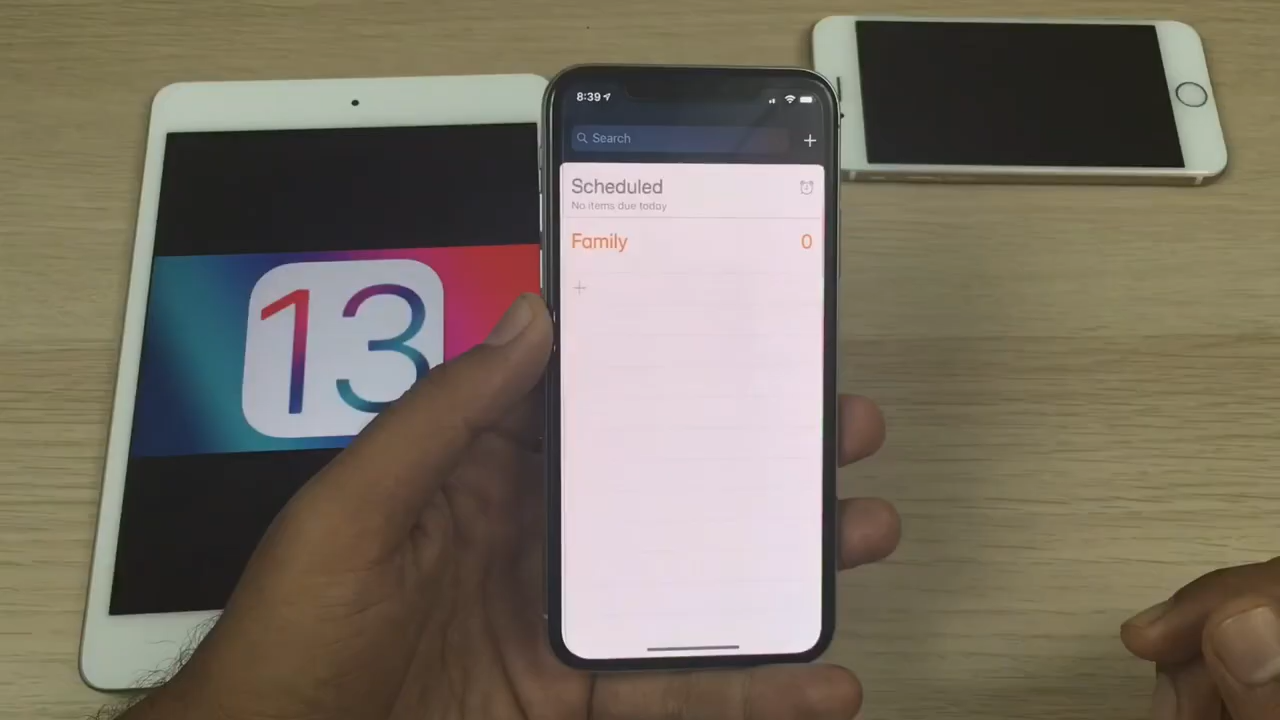 8:39
Search
+
Scheduled
No items due today
Family 0
+
13